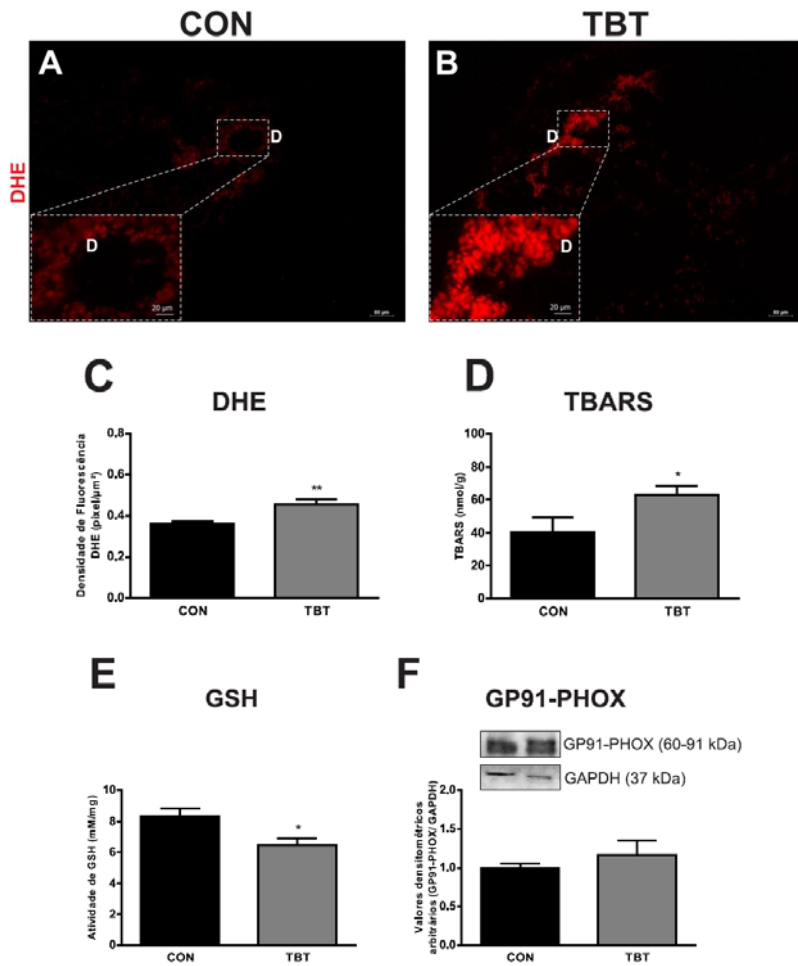 CON
TBT
A
B
D
D
DHE
D
D
20 µm
80 µm
20 µm
80 µm
C
DHE
Densidade de Fluorescência
DHE (pixel/µm²)
0,8
0,6
0,4
0,2
0,0
**
CON
TBT
D
TBARS
TBARS (nmol/g)
100
80
60
40
20
0
*
CON
TBT
E
GSH
Atividade de GSH (mM/mg)
10
8
6
4
2
0
*
CON
TBT
F
GP91-PHOX
GP91-PHOX (60-91 kDa)
GAPDH (37 kDa)
Valores densitométricos
arbitrários (GP91-PHOX/ GAPDH)
2,0
1,5
1,0
0,5
0,0
CON
TBT